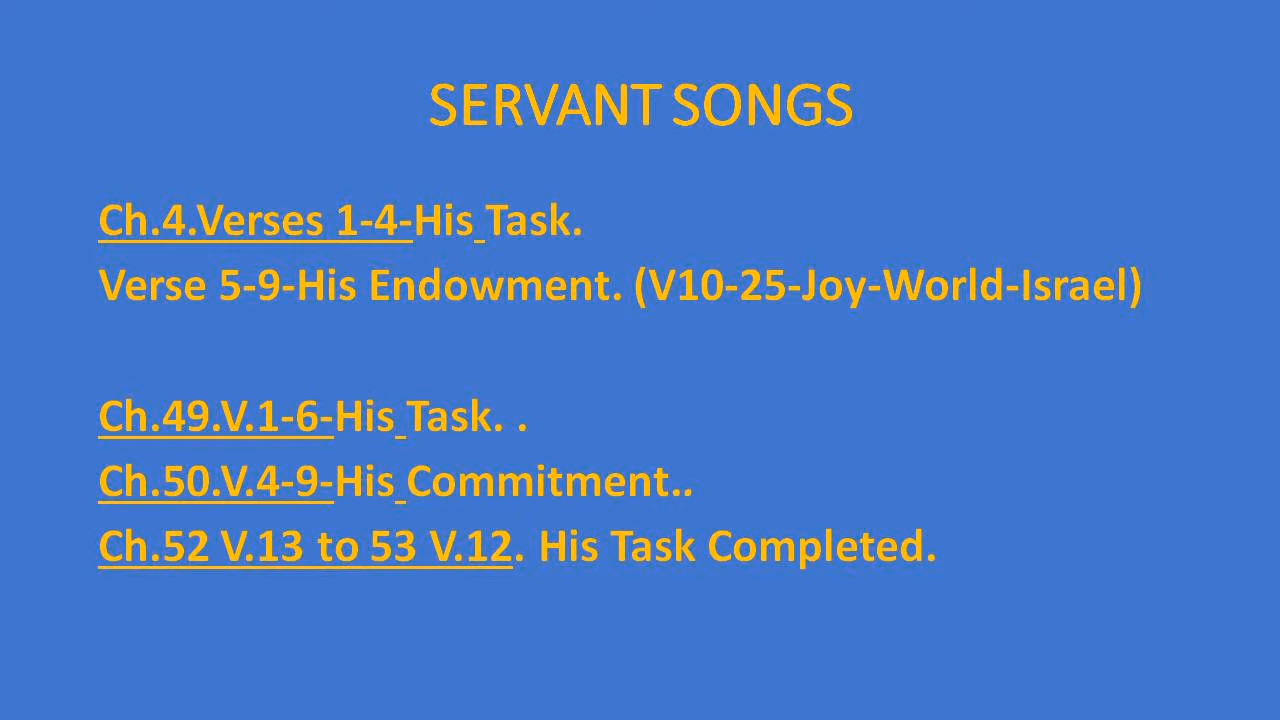 SERVANT SONGS
Ch.4.Verses 1-4-His Task.
Verse 5-9-His Endowment. (V10-25-Joy-World-Israel)
Ch.49.V.1-6-His Task. .
Ch.50.V.4-9-His Commitment..
Ch.52 V.13 to 53 V.12. His Task Completed.